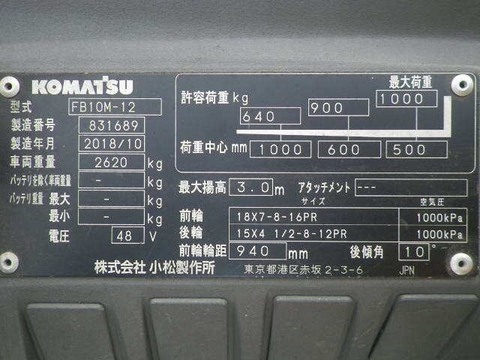 KOMATSU
型式 FB10M-12
製造番号 831689
製造年月 2018/10
車両重量 2620 kg
バッテリを除く車両重量 - kg
バッテリ重量 最大 - kg
最小 - kg
電圧 48 V
株式会社 小松製作所
最大荷重
許容荷重 kg 640 900 1000
荷重中心 mm 1000 600 500
最大揚高 3.0 m アタッチメント ---
サイズ 空気圧
前輪 18X7-8-16PR 1000kPa
後輪 15X4 1/2-8-12PR 1000kPa
前輪輪距 940 mm 後傾角 10°
東京都港区赤坂2-3-6 JPN